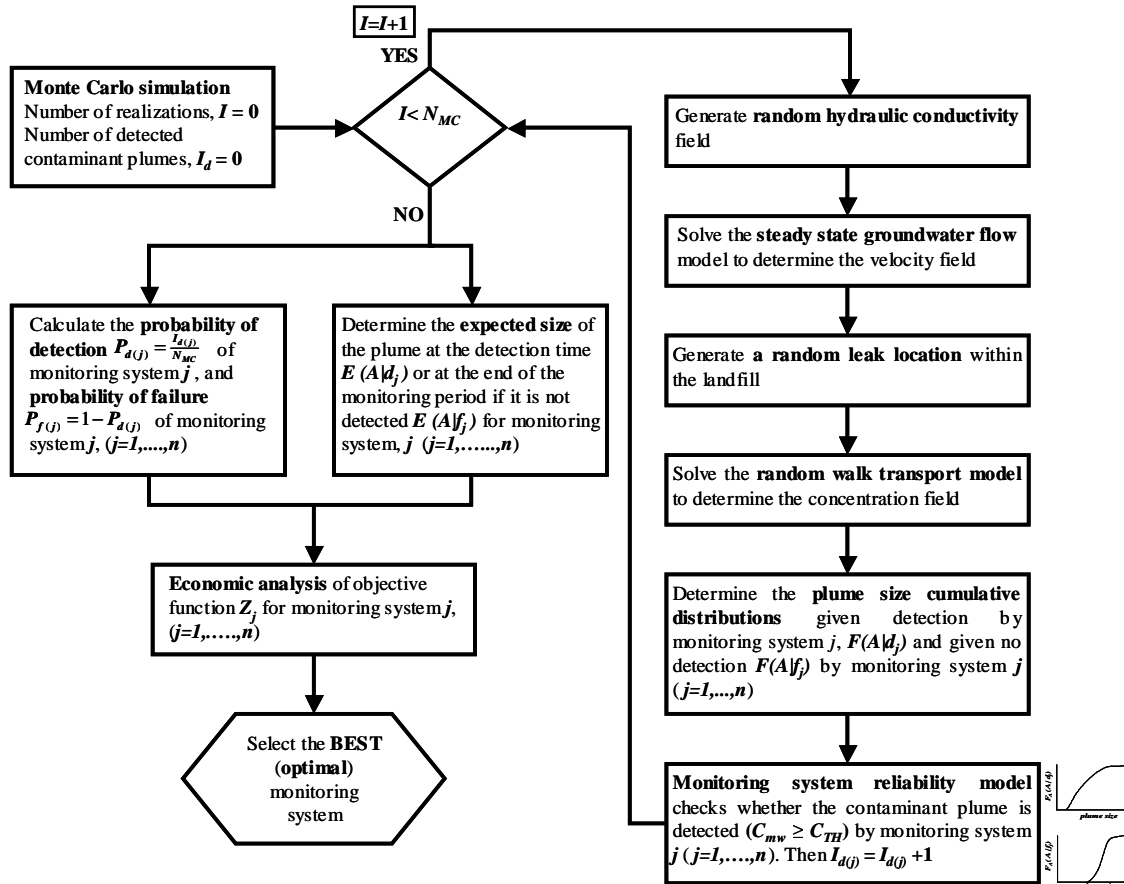 I=I+1
YES
Monte Carlo simulation
Number of realizations, I = 0
Number of detected
contaminant plumes, I_d = 0
I< N_MC
NO
Calculate the probability of
detection P_d(j) = I_d(j)/N_MC of
monitoring system j , and
probability of failure
P_f(j) = 1 − P_d(j) of monitoring
system j, (j=1,....,n)
Determine the expected size of
the plume at the detection time
E (A|d_j) or at the end of the
monitoring period if it is not
detected E (A|f_j) for monitoring
system, j (j=1,…...,n)
Economic analysis of objective
function Z_j for monitoring system j,
(j=1,…..,n)
Select the BEST
(optimal)
monitoring
system
Generate random hydraulic conductivity
field
Solve the steady state groundwater flow
model to determine the velocity field
Generate a random leak location within
the landfill
Solve the random walk transport model
to determine the concentration field
Determine the plume size cumulative
distributions given detection by
monitoring system j, F(A|d_j) and given no
detection F(A|f_j) by monitoring system j
( j=1,...,n)
Monitoring system reliability model
checks whether the contaminant plume is
detected (C_mw ≥ C_TH) by monitoring system
j ( j=1,….,n). Then I_d(j) = I_d(j) +1
F_A(A|d_j)
plume size
F_A(A|f_j)